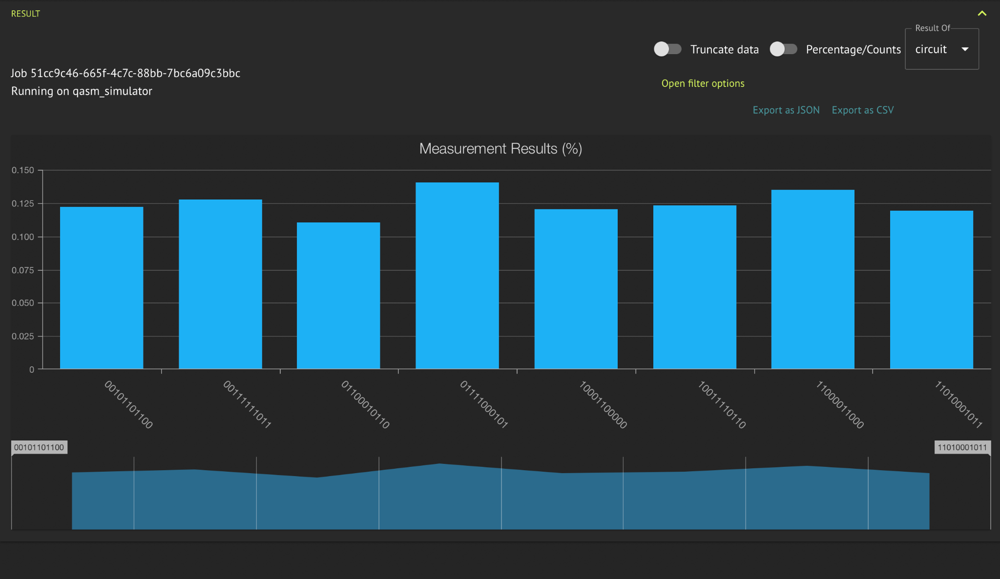 RESULT
Result Of
Truncate data
Percentage/Counts
circuit
Job 51cc9c46-665f-4c7c-88bb-7bc6a09c3bbc
Running on qasm_simulator
Open filter options
Export as JSON
Export as CSV
Measurement Results (%)
0.150
0.125
0.100
0.075
0.050
0.025
0
00101101100
00111111011
01100010110
01111000101
10001100000
10011110110
11000011000
11010001011
00101101100
11010001011